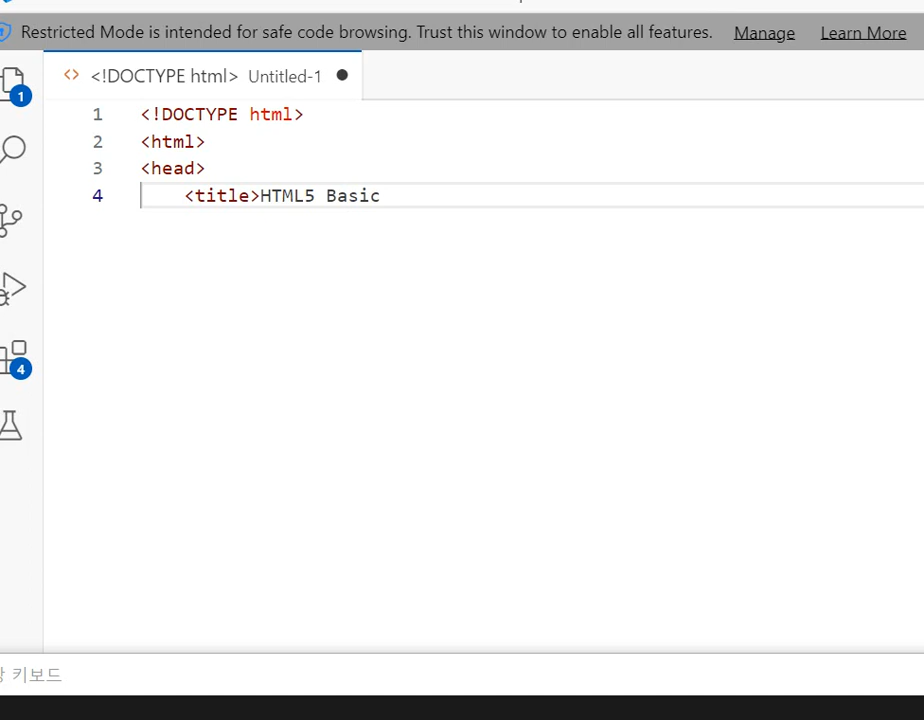 Restricted Mode is intended for safe code browsing. Trust this window to enable all features. Manage Learn More
<!DOCTYPE html> Untitled-1
1
1 <!DOCTYPE html>
2 <html>
3 <head>
4 <title>HTML5 Basic
4
키보드